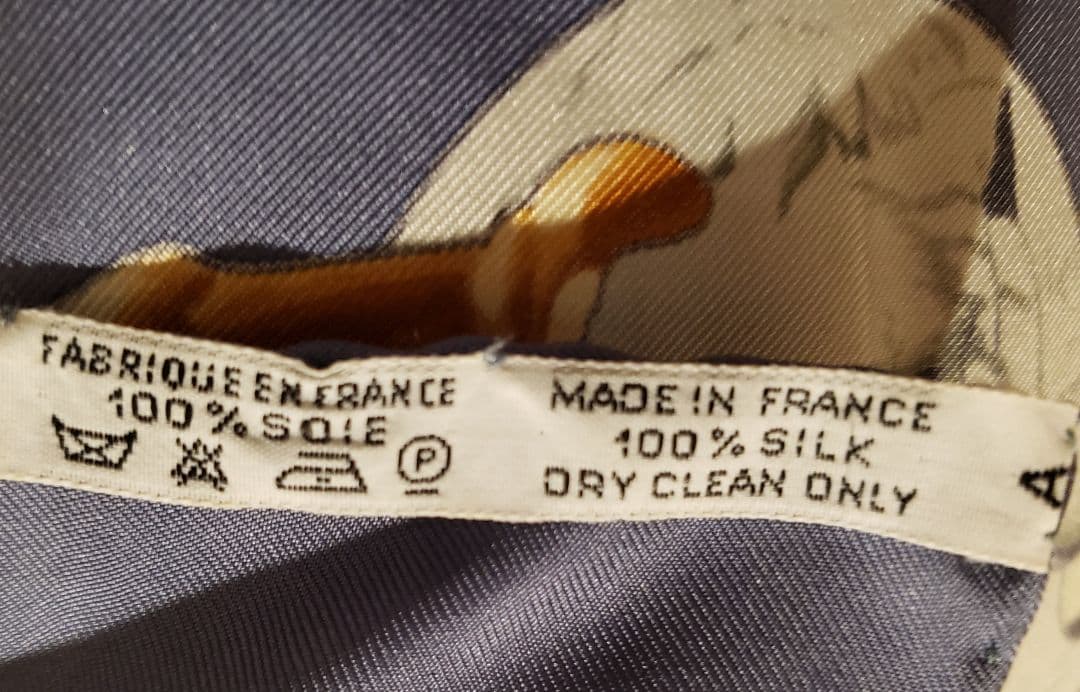 FABRIQUE EN FRANCE
100% SOIE
P
MADE IN FRANCE
100% SILK
DRY CLEAN ONLY
A